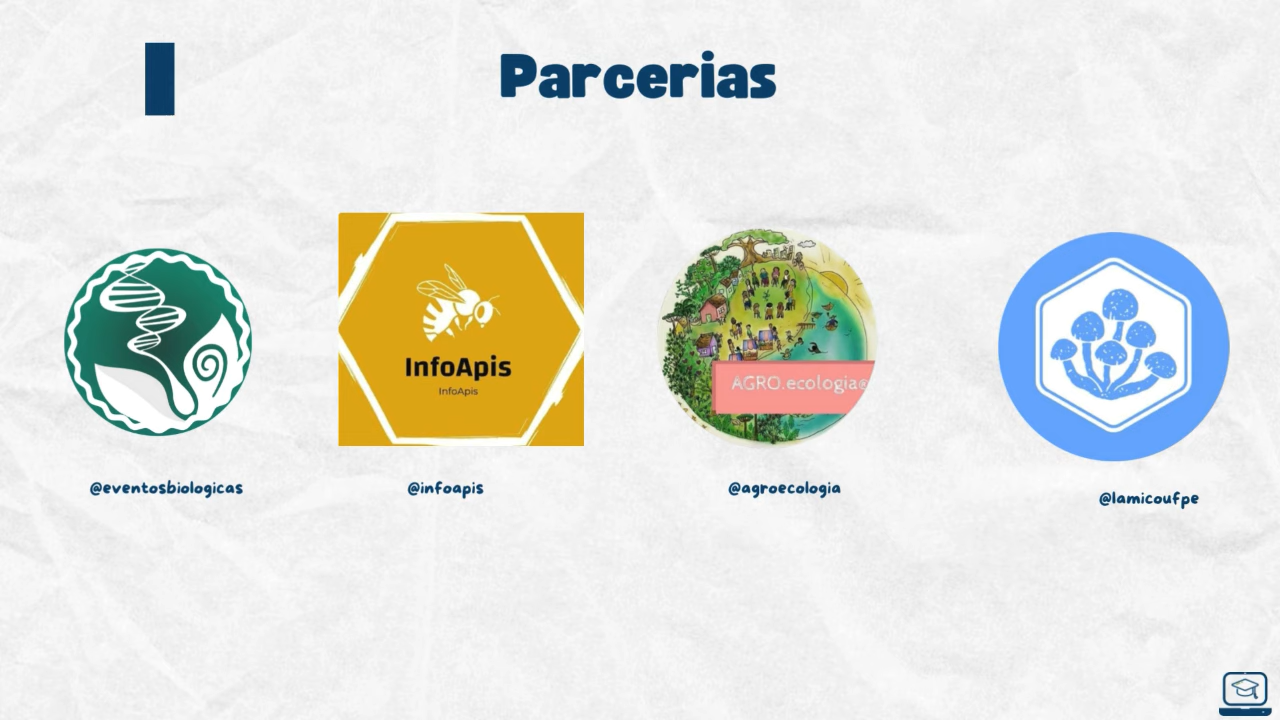 Parcerias
InfoApis
InfoApis
AGRO.ecologia
@eventosbiologicas
@infoapis
@agroecologia
@lamicoufpe